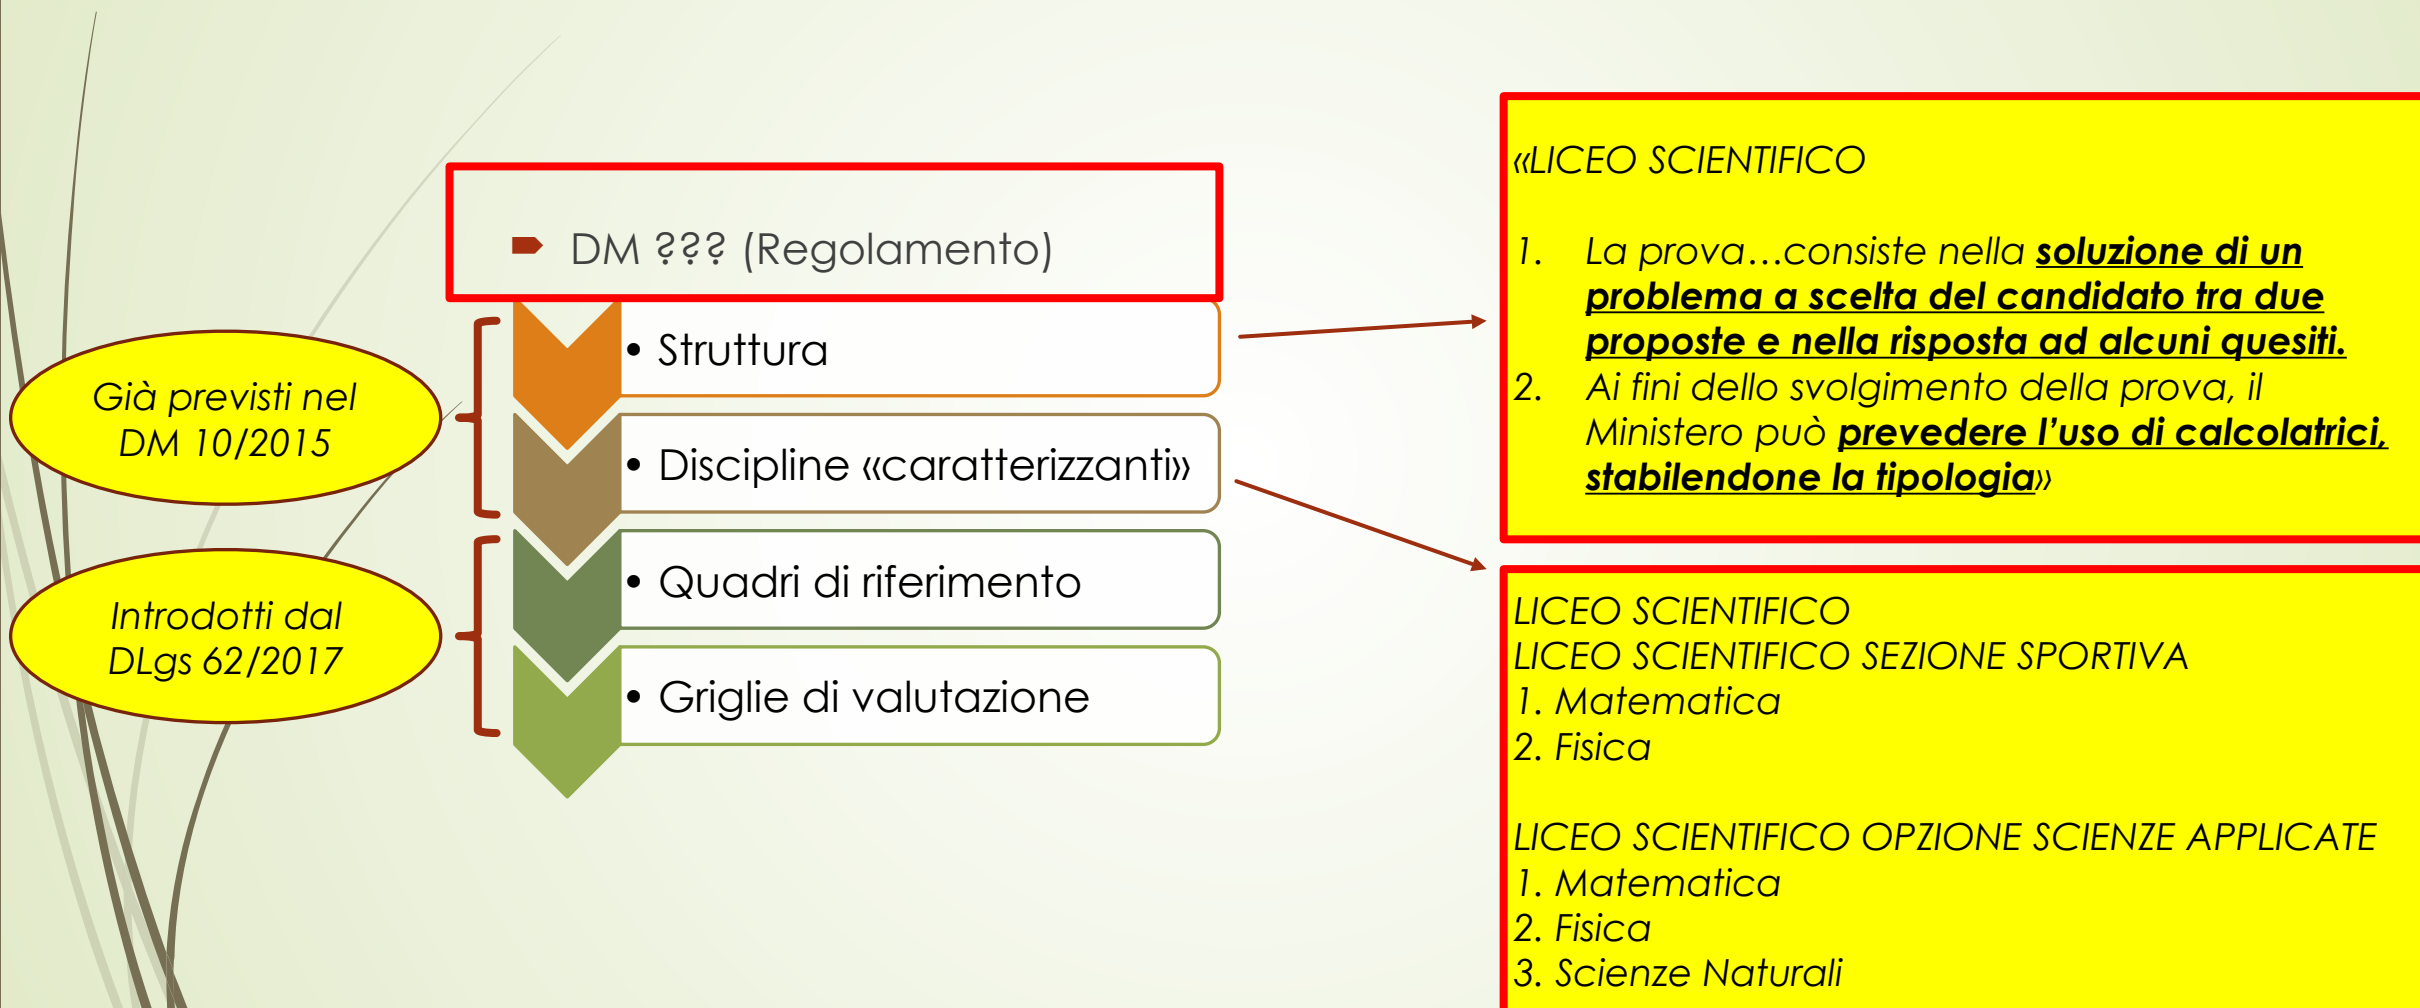 DM ??? (Regolamento)
Già previsti nel
DM 10/2015
• Struttura
• Discipline «caratterizzanti»
Introdotti dal
DLgs 62/2017
• Quadri di riferimento
• Griglie di valutazione
«LICEO SCIENTIFICO
1. La prova…consiste nella soluzione di un
problema a scelta del candidato tra due
proposte e nella risposta ad alcuni quesiti.
2. Ai fini dello svolgimento della prova, il
Ministero può prevedere l’uso di calcolatrici,
stabilendone la tipologia»
LICEO SCIENTIFICO
LICEO SCIENTIFICO SEZIONE SPORTIVA
1. Matematica
2. Fisica
LICEO SCIENTIFICO OPZIONE SCIENZE APPLICATE
1. Matematica
2. Fisica
3. Scienze Naturali